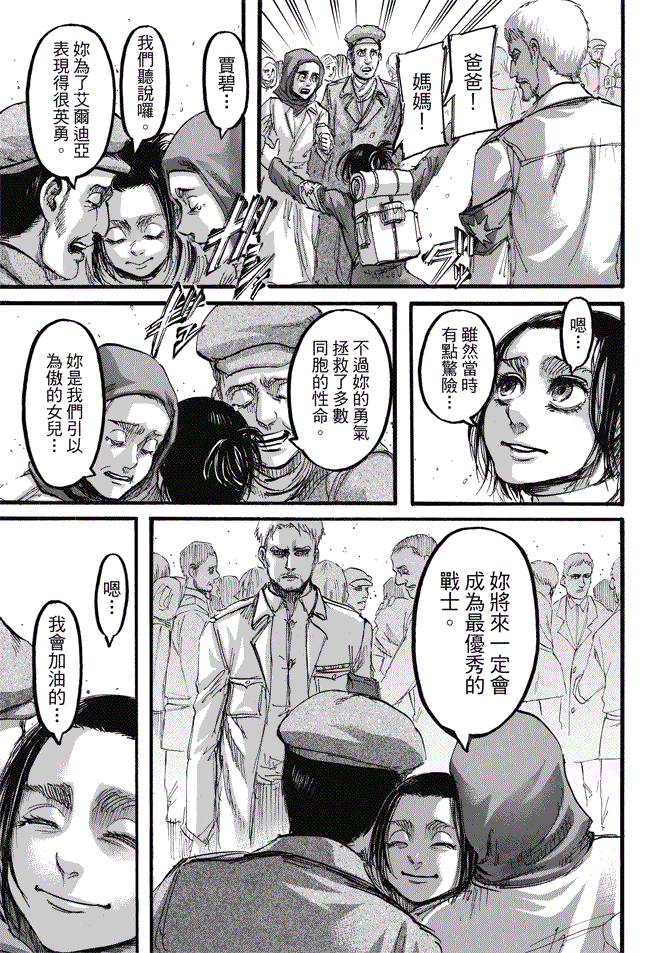 爸爸！
媽媽！
賈碧…
我們聽說囉。
妳為了艾爾迪亞
表現得很英勇。
嗯…
雖然當時
有點驚險…
不過妳的勇氣
拯救了多數
同胞的性命。
妳是我們引以
為傲的女兒…
妳將來一定會
成為最優秀的
戰士。
嗯…
我會加油的…